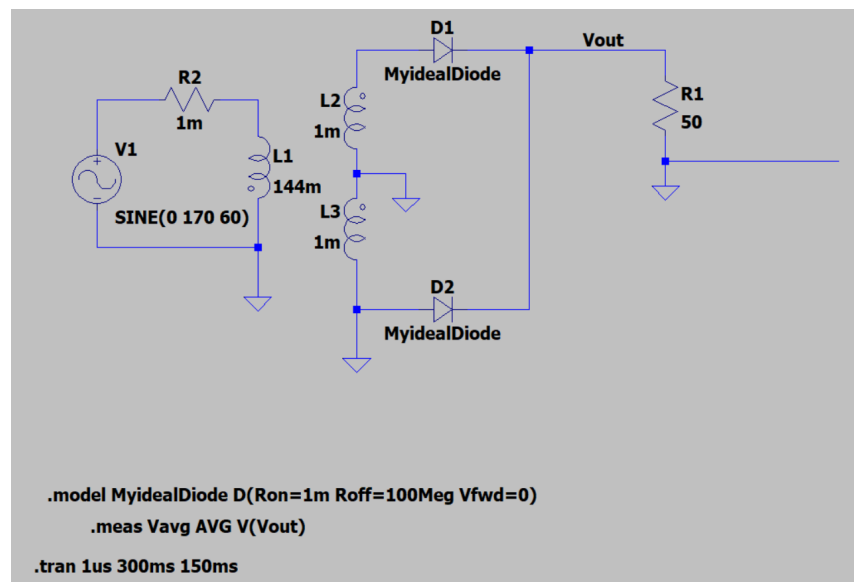 D1
MyidealDiode
Vout
R2
1m
L2
1m
R1
50
V1
L1
144m
SINE(0 170 60)
L3
1m
D2
MyidealDiode
.model MyidealDiode D(Ron=1m Roff=100Meg Vfwd=0)
.meas Vavg AVG V(Vout)
.tran 1us 300ms 150ms